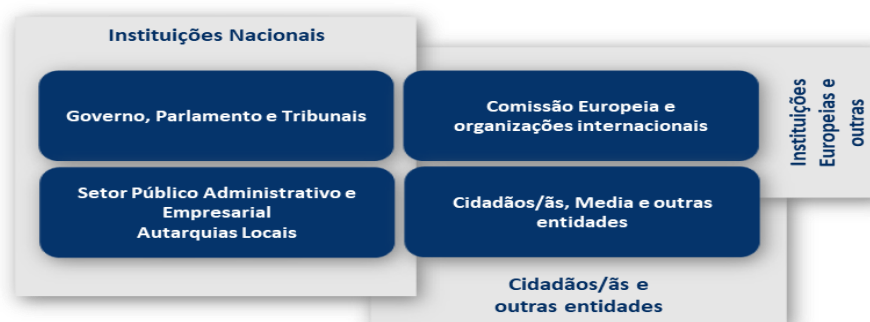 Instituições Nacionais
Governo, Parlamento e Tribunais
Comissão Europeia e
organizações internacionais
Instituições
Europeias e
outras
Setor Público Administrativo e
Empresarial
Autarquias Locais
Cidadãos/ãs, Media e outras
entidades
Cidadãos/ãs e
outras entidades